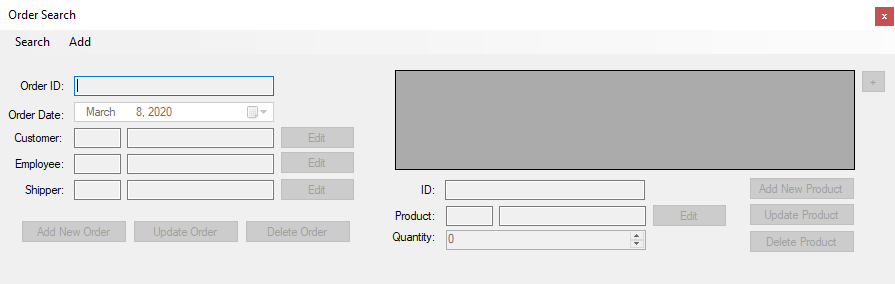 Order Search
x
Search Add
Order ID:
Order Date: March 8, 2020
Customer: Edit
Employee: Edit
Shipper: Edit
Add New Order Update Order Delete Order
+
ID: Add New Product
Product: Edit Update Product
Quantity: 0 Delete Product